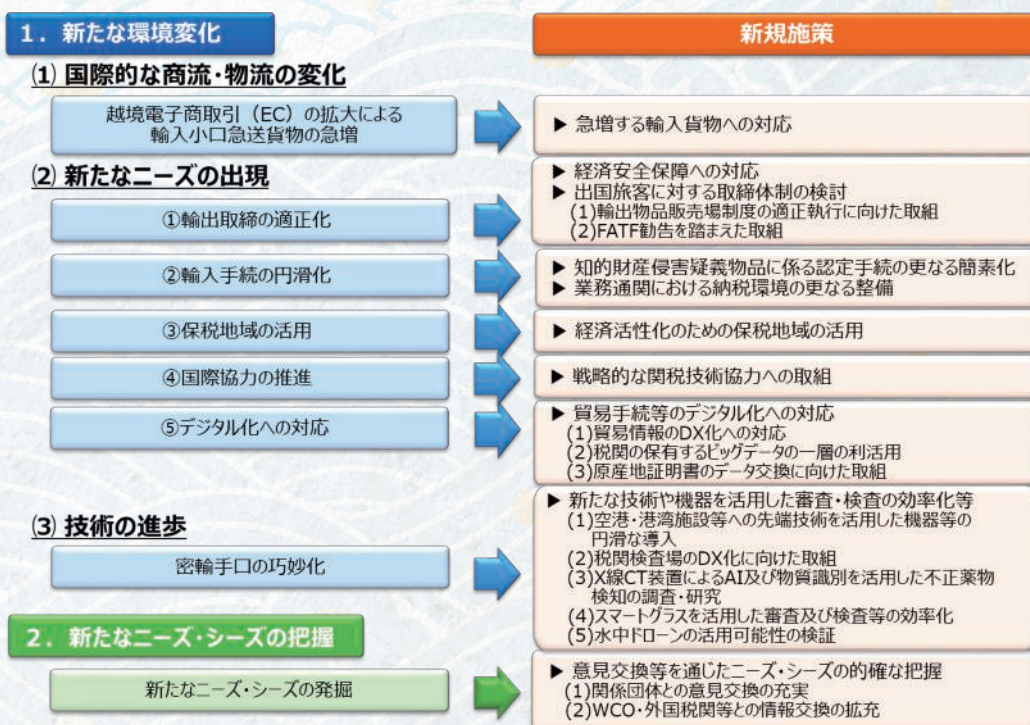 1．新たな環境変化
新規施策
(1) 国際的な商流・物流の変化
越境電子商取引（EC）の拡大による
輸入小口急送貨物の急増
▶ 急増する輸入貨物への対応
(2) 新たなニーズの出現
①輸出取締の適正化
▶ 経済安全保障への対応
▶ 出国旅客に対する取締体制の検討
(1)輸出物品販売場制度の適正執行に向けた取組
(2)FATF勧告を踏まえた取組
②輸入手続の円滑化
▶ 知的財産侵害疑義物品に係る認定手続の更なる簡素化
▶ 業務通関における納税環境の更なる整備
③保税地域の活用
▶ 経済活性化のための保税地域の活用
④国際協力の推進
▶ 戦略的な関税技術協力への取組
⑤デジタル化への対応
▶ 貿易手続等のデジタル化への対応
(1)貿易情報のDX化への対応
(2)税関の保有するビッグデータの一層の利活用
(3)原産地証明書のデータ交換に向けた取組
(3) 技術の進歩
密輸手口の巧妙化
▶ 新たな技術や機器を活用した審査・検査の効率化等
(1)空港・港湾施設等への先端技術を活用した機器等の
円滑な導入
(2)税関検査場のDX化に向けた取組
(3)X線CT装置によるAI及び物質識別を活用した不正薬物
検知の調査・研究
(4)スマートグラスを活用した審査及び検査等の効率化
(5)水中ドローンの活用可能性の検証
2．新たなニーズ・シーズの把握
新たなニーズ・シーズの発掘
▶ 意見交換等を通じたニーズ・シーズの的確な把握
(1)関係団体との意見交換の充実
(2)WCO・外国税関等との情報交換の拡充